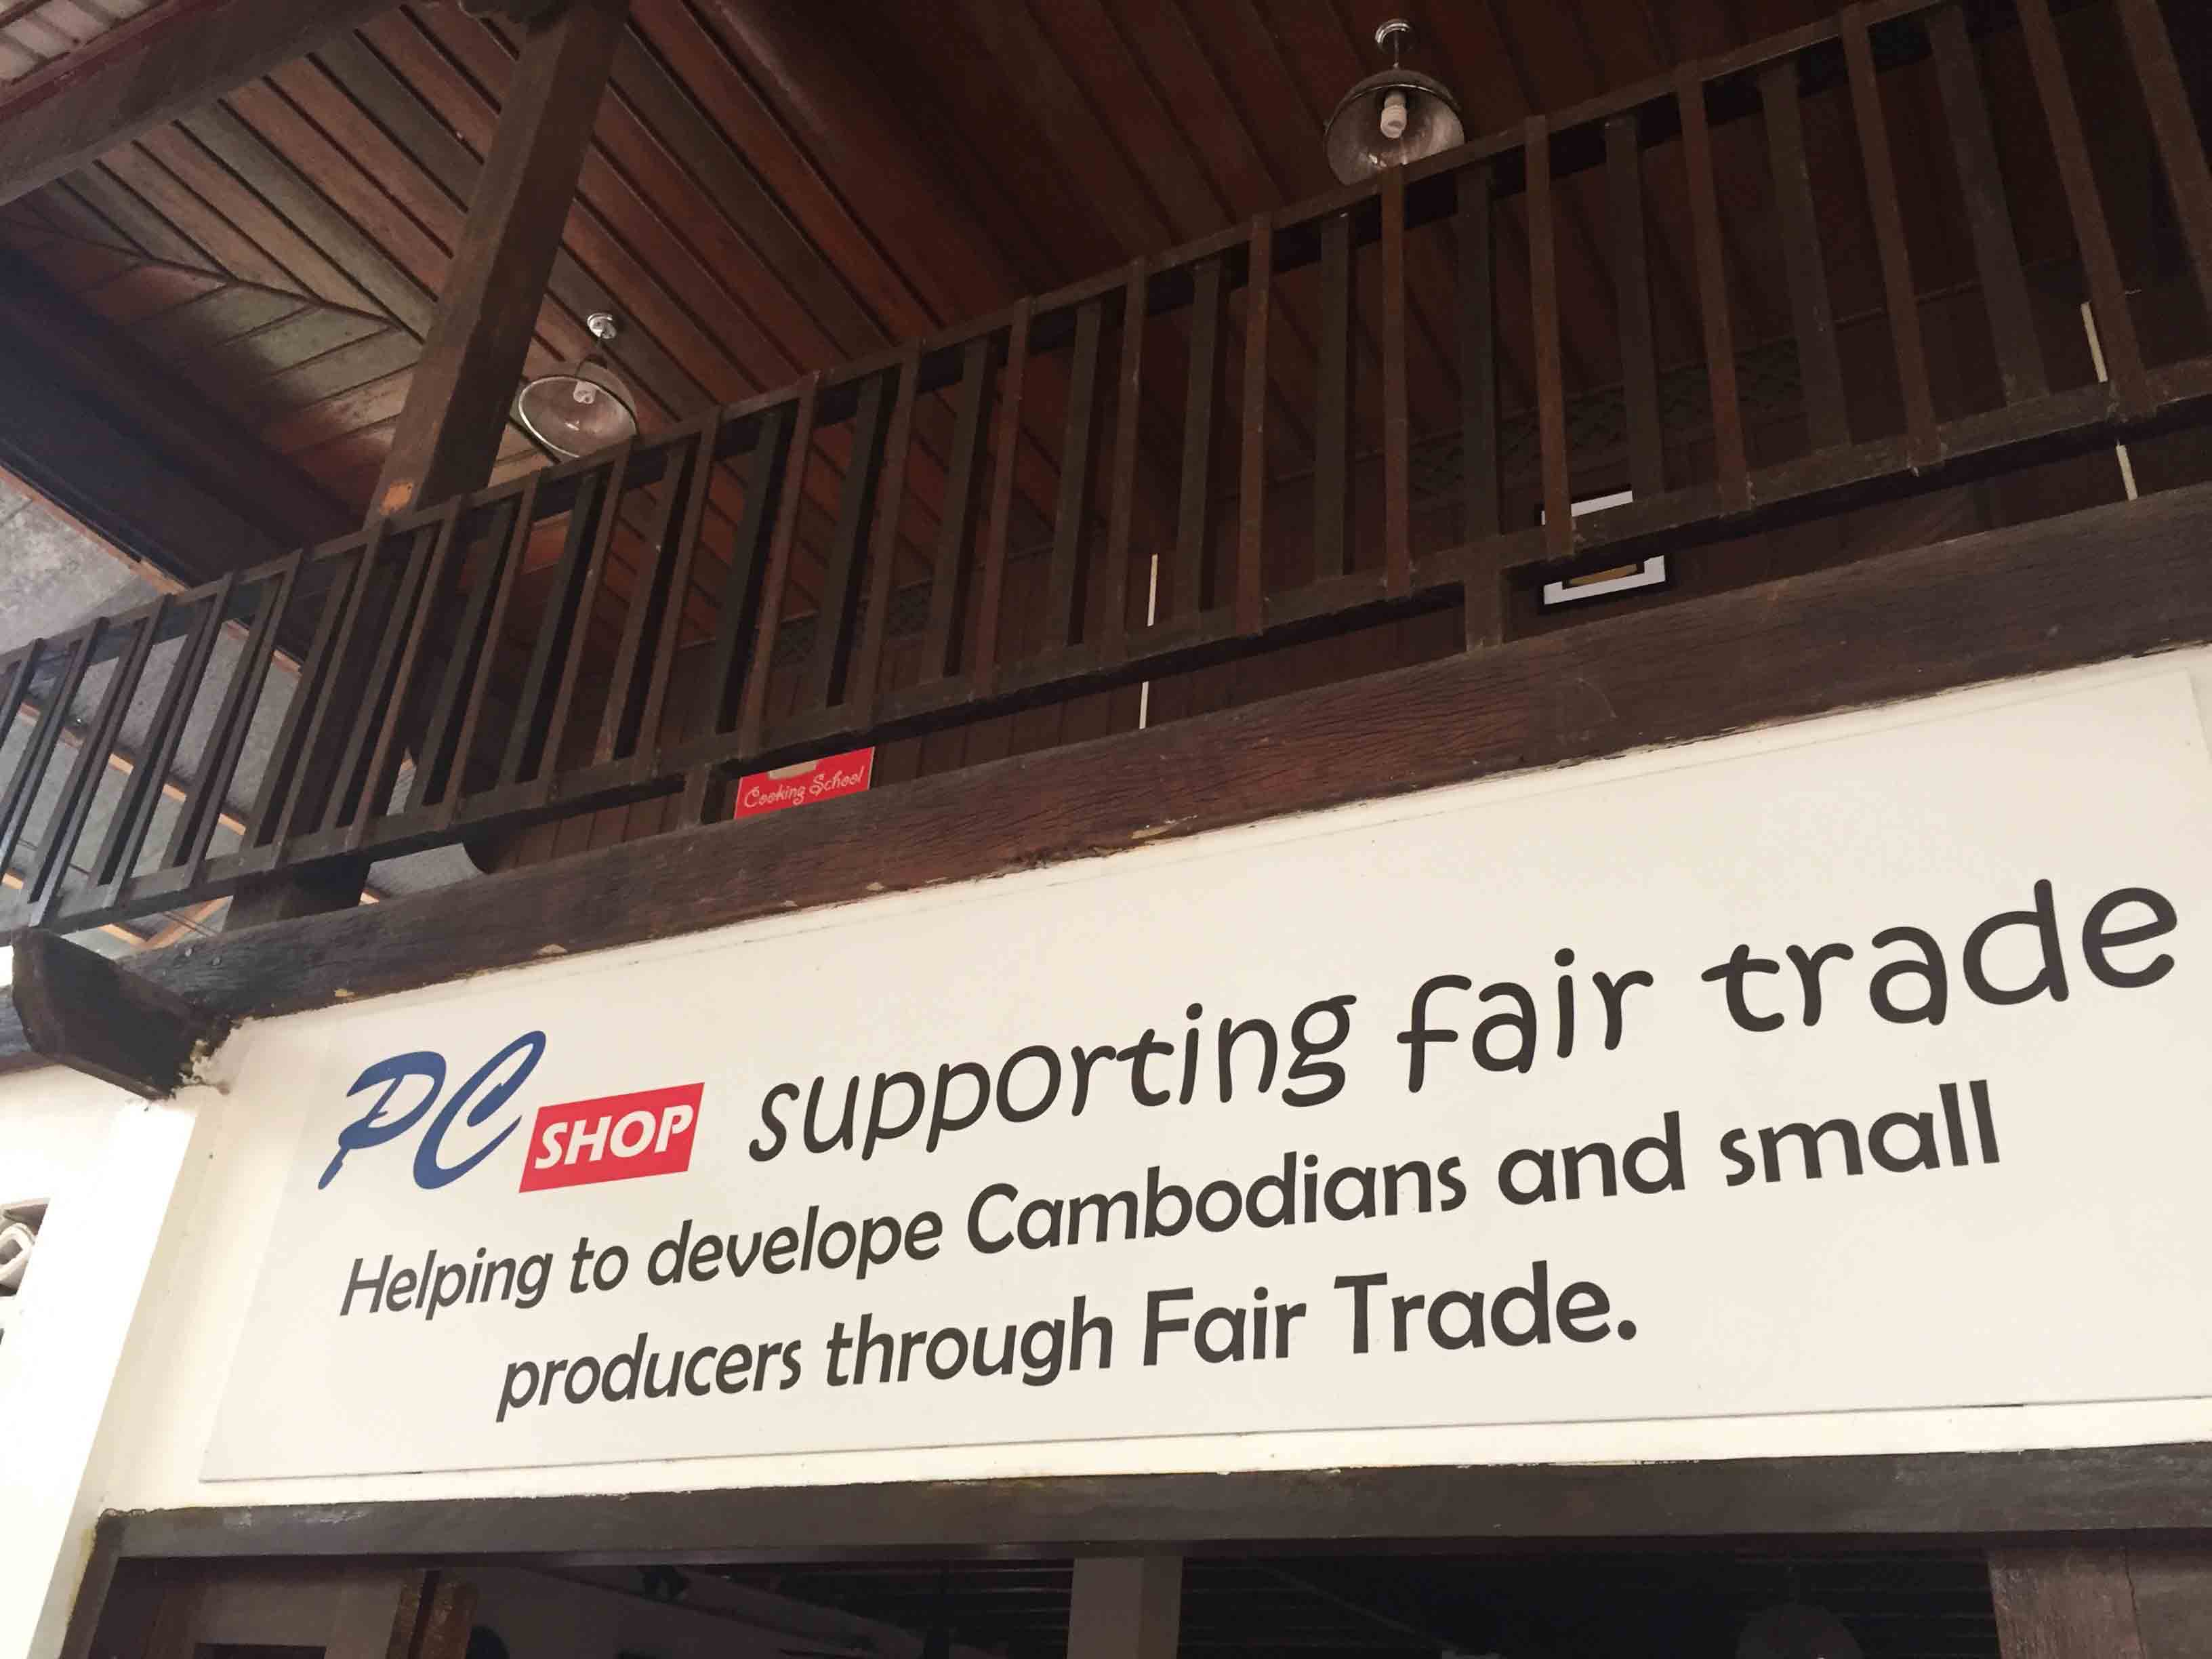 Cooking School
PC SHOP supporting fair trade
Helping to develope Cambodians and small
producers through Fair Trade.